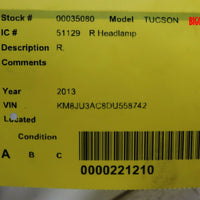 Stock # 00035080 Model TUCSON
IC # 51129 R Headlamp
Description R.
Comments
Year 2013
VIN KM8JU3AC8DU558742
Located
Condition
A B C
0000221210